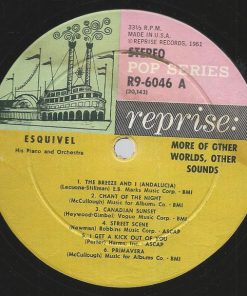 33⅓ R.P.M.
MADE IN U.S.A.
© REPRISE RECORDS, 1961
STEREO
POP SERIES
R9-6046 A
(20,143)
reprise:
ESQUIVEL
His Piano and Orchestra
MORE OF OTHER
WORLDS, OTHER
SOUNDS
1. THE BREEZE AND I (ANDALUCIA)
(Lecuona-Stillman) E.B. Marks Music Corp. - BMI
2. CHANT OF THE NIGHT
(McCullough) Music for Albums Co. - BMI
3. CANADIAN SUNSET
(Heywood-Gimbel) Vogue Music Corp. - BMI
4. STREET SCENE
(Newman) Robbins Music Corp. - ASCAP
5. I GET A KICK OUT OF YOU
(Porter) Harms, Inc. - ASCAP
6. PRIMAVERA
(McCullough) Music for Albums Co. - BMI